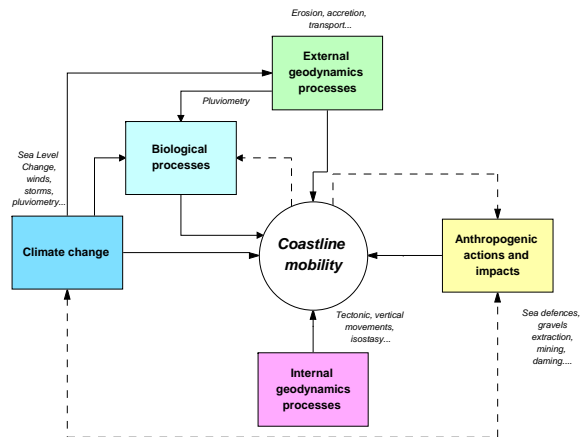 Erosion, accretion,
transport...
External
geodynamics
processes
Pluviometry
Biological
processes
Sea Level
Change,
winds,
storms,
pluviometry...
Climate change
Coastline
mobility
Anthropogenic
actions and
impacts
Tectonic, vertical
movements,
isostasy...
Sea defences,
gravels
extraction,
mining,
daming....
Internal
geodynamics
processes